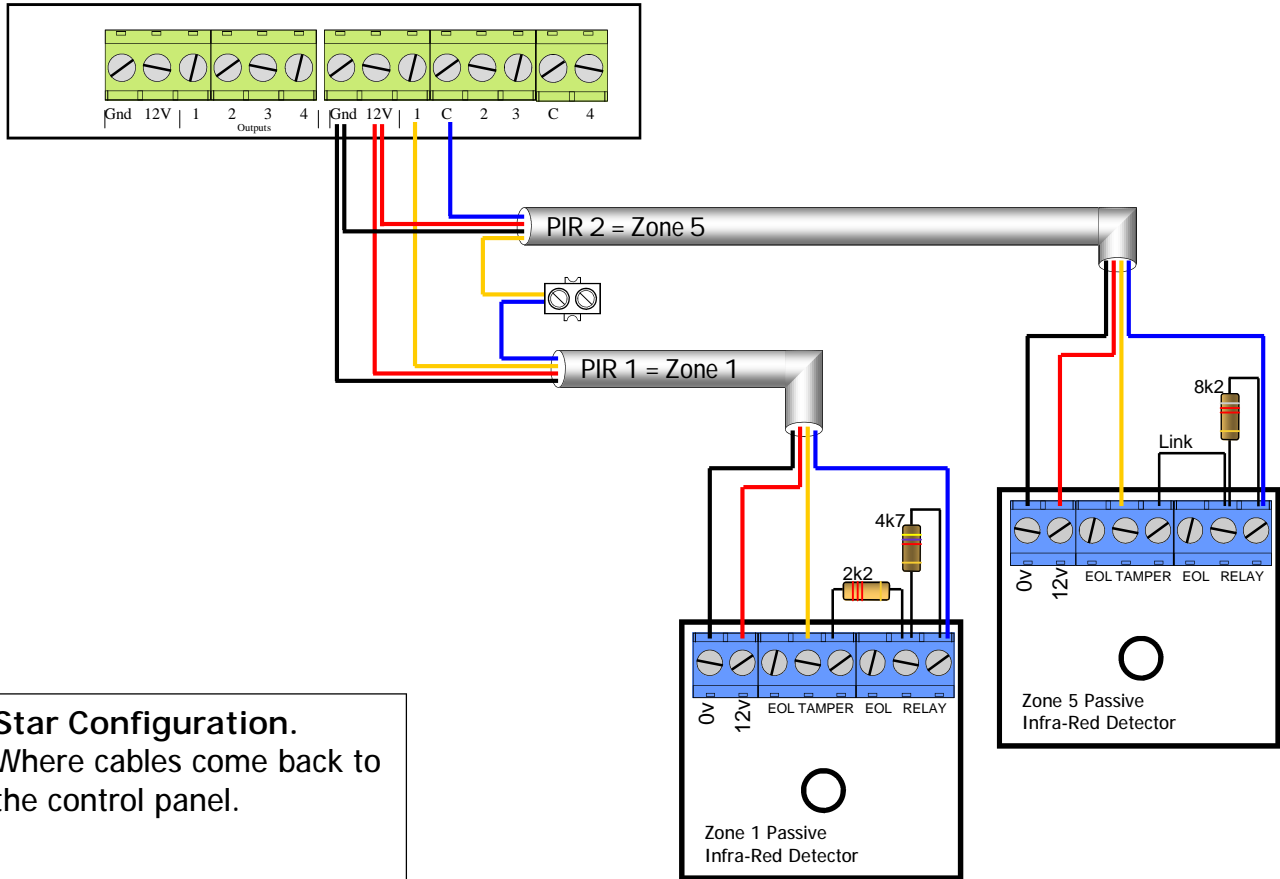 Gnd 12V 1 2 3 4 Gnd 12V 1 C 2 3 C 4
Outputs
PIR 2 = Zone 5
PIR 1 = Zone 1
8k2
Link
4k7
2k2
0v 12v EOL TAMPER EOL RELAY
Zone 5 Passive
Infra-Red Detector
0v 12v EOL TAMPER EOL RELAY
Zone 1 Passive
Infra-Red Detector
Star Configuration.
Where cables come back to
the control panel.